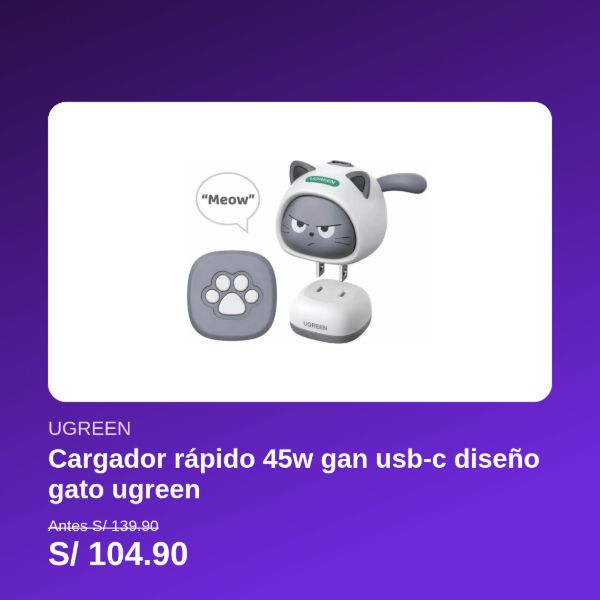 "Meow"
UGREEN
UGREEN
UGREEN
Cargador rápido 45w gan usb-c diseño
gato ugreen
Antes S/ 139.90
S/ 104.90